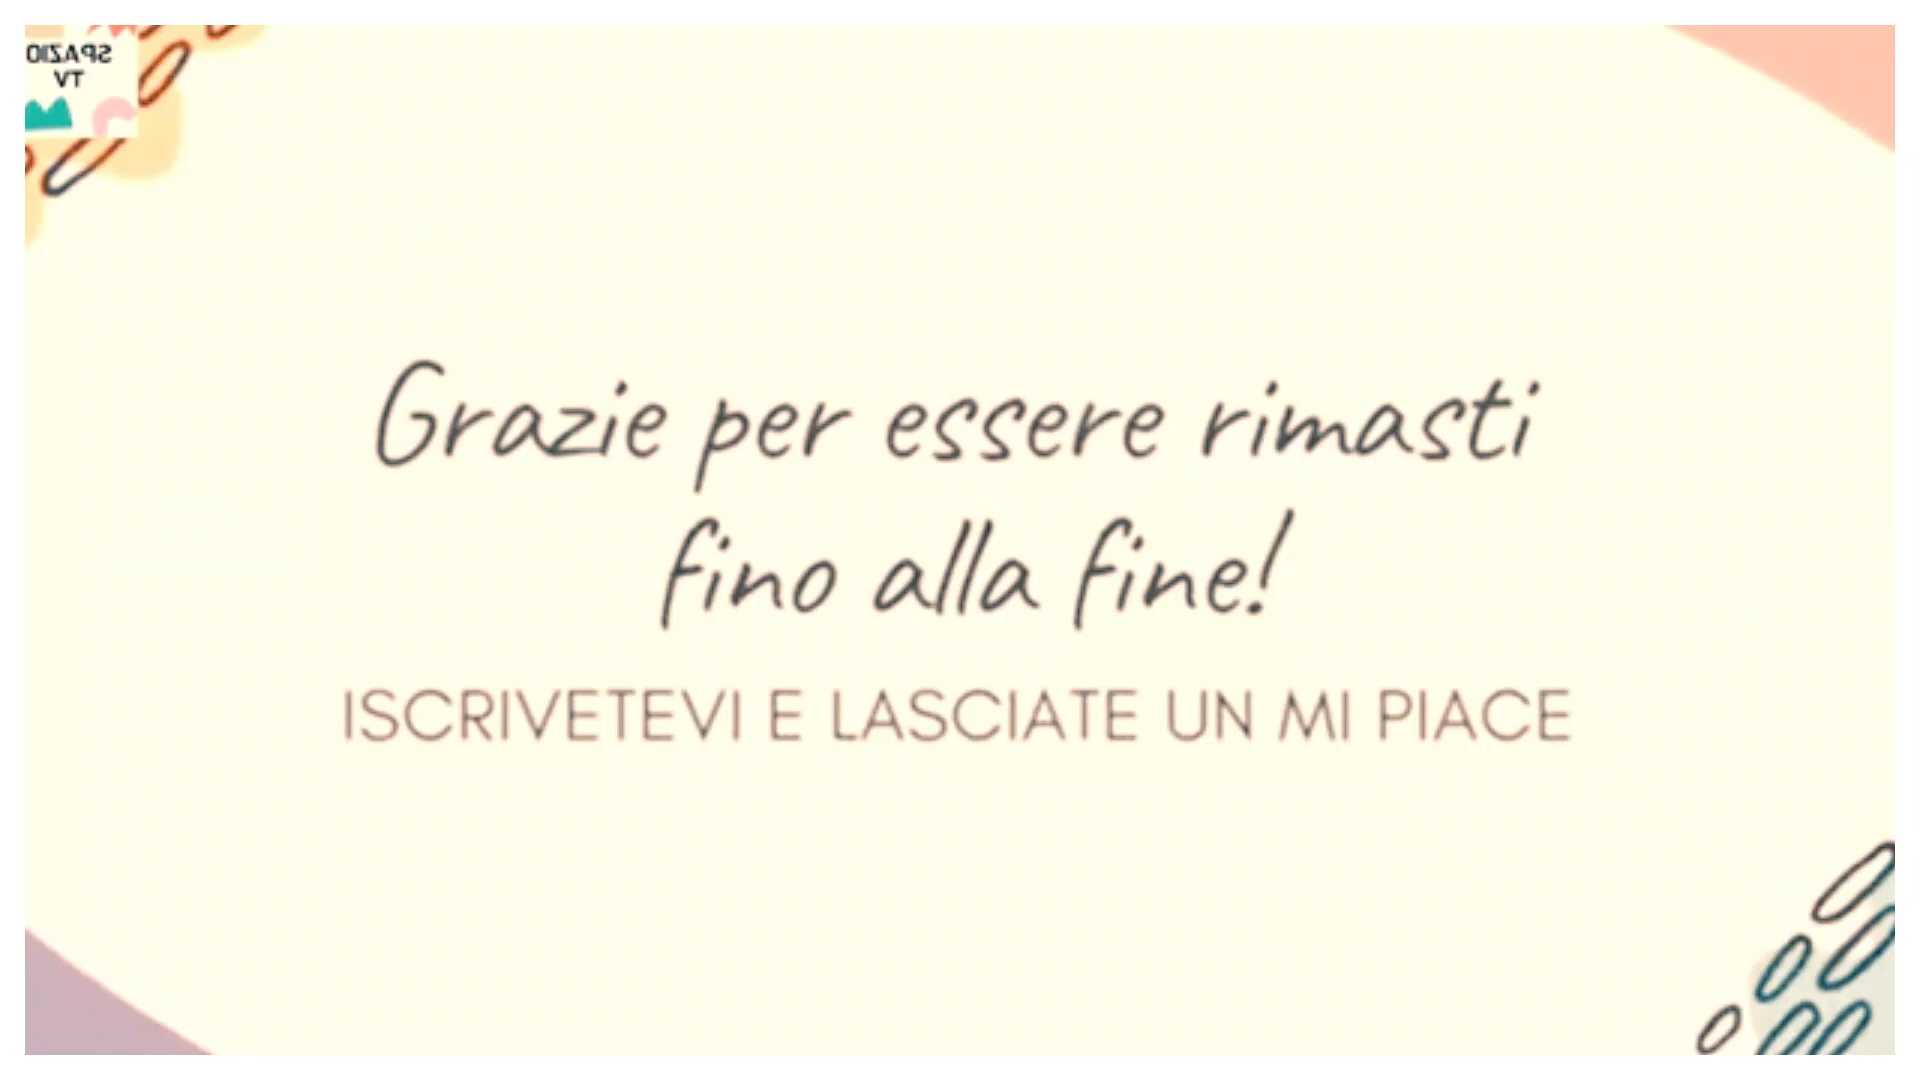 SPAZIO
TV
Grazie per essere rimasti
fino alla fine!
ISCRIVETEVI E LASCIATE UN MI PIACE